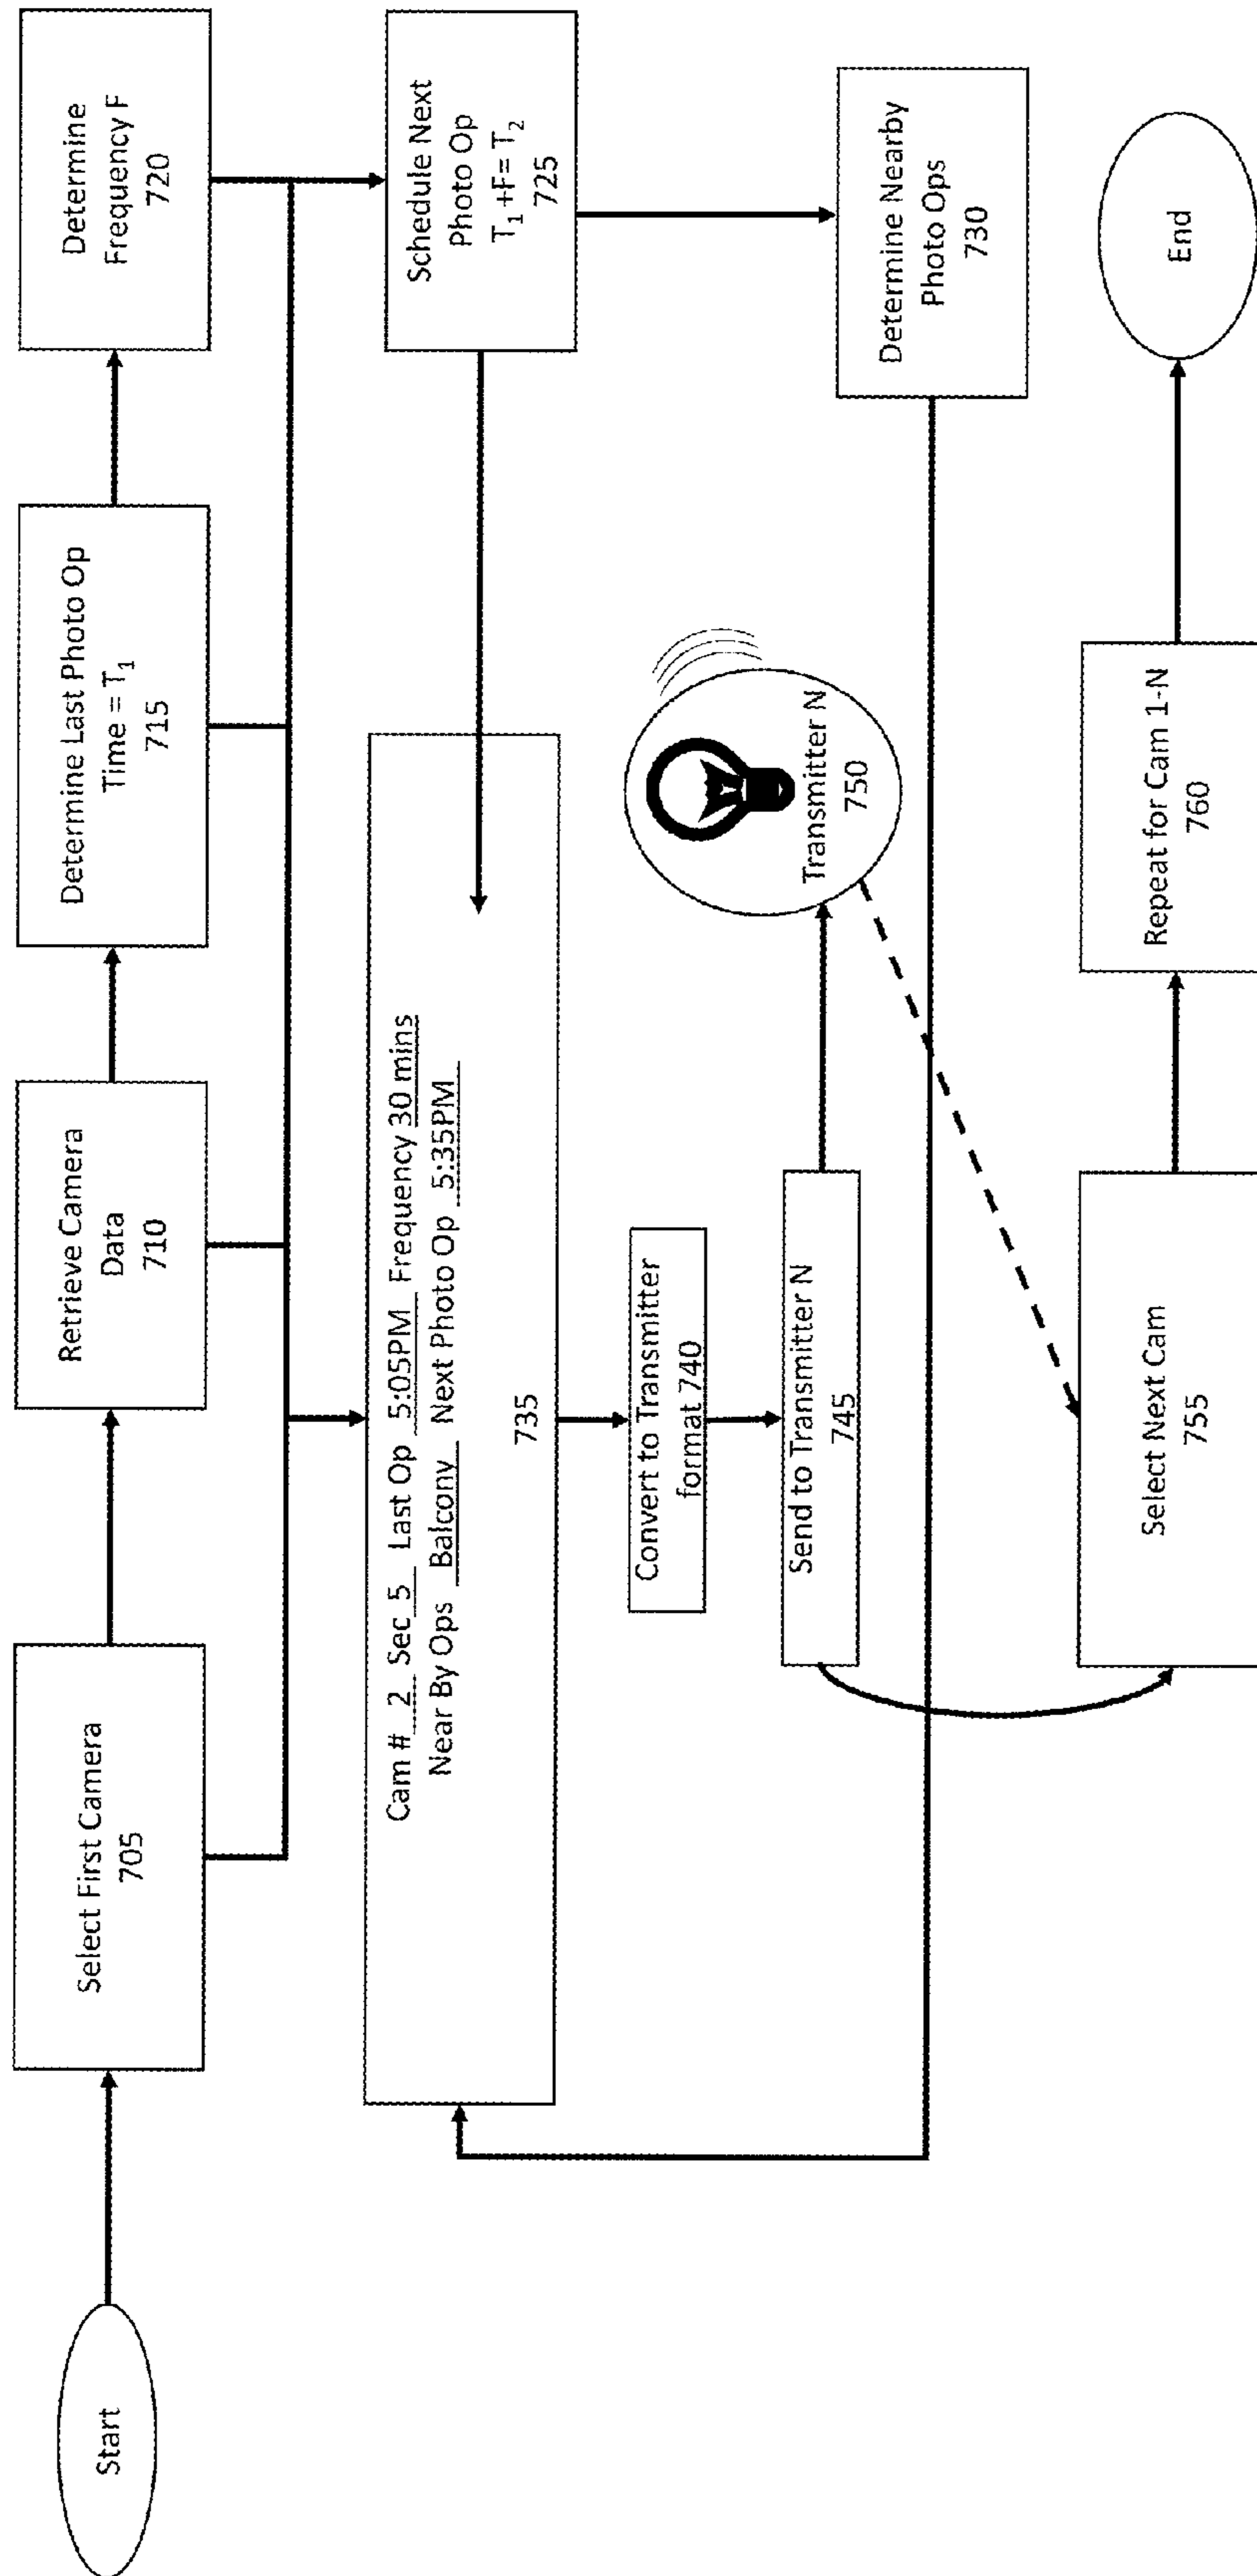 Start
Select First Camera
705
Retrieve Camera
Data
710
Determine Last Photo Op
Time = T₁
715
Determine
Frequency F
720
Schedule Next
Photo Op
T₁ +F= T₂
725
Cam # 2 Sec 5 Last Op 5:05PM Frequency 30 mins
Near By Ops Balcony Next Photo Op 5:35PM
735
Determine Nearby
Photo Ops
730
Convert to Transmitter
format 740
Send to Transmitter N
745
Transmitter N
750
Select Next Cam
755
Repeat for Cam 1-N
760
End